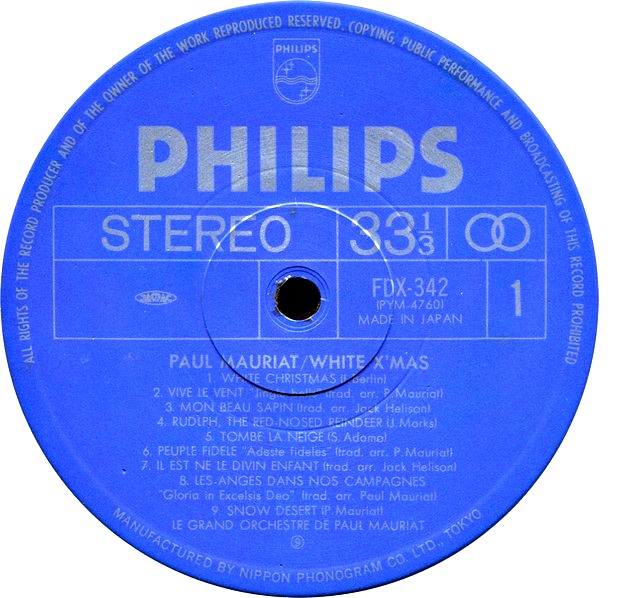 ALL RIGHTS OF THE RECORD PRODUCER AND OF THE OWNER OF THE WORK REPRODUCED RESERVED. COPYING, PUBLIC PERFORMANCE AND BROADCASTING OF THIS RECORD PROHIBITED
PHILIPS
PHILIPS
STEREO 33 1/3
FDX-342
(PYM.4760)
MADE IN JAPAN
1
PAUL MAURIAT/WHITE X'MAS
1. WHITE CHRISTMAS (I. Berlin)
2. VIVE LE VENT "Jingle bells" (trad. arr. P. Mauriat)
3. MON BEAU SAPIN (trad. arr. Jack Helison)
4. RUDLPH, THE RED-NOSED REINDEER (J. Marks)
5. TOMBE LA NEIGE (S. Adamo)
6. PEUPLE FIDELE "Adeste fideles" (trad. arr. P. Mauriat)
7. IL EST NE LE DIVIN ENFANT (trad. arr. Jack Helison)
8. LES-ANGES DANS NOS CAMPAGNES
"Gloria in Excelsis Deo" (trad. arr. Paul Mauriat)
9. SNOW DESERT (P. Mauriat)
LE GRAND ORCHESTRE DE PAUL MAURIAT
9
MANUFACTURED BY NIPPON PHONOGRAM CO. LTD., TOKYO